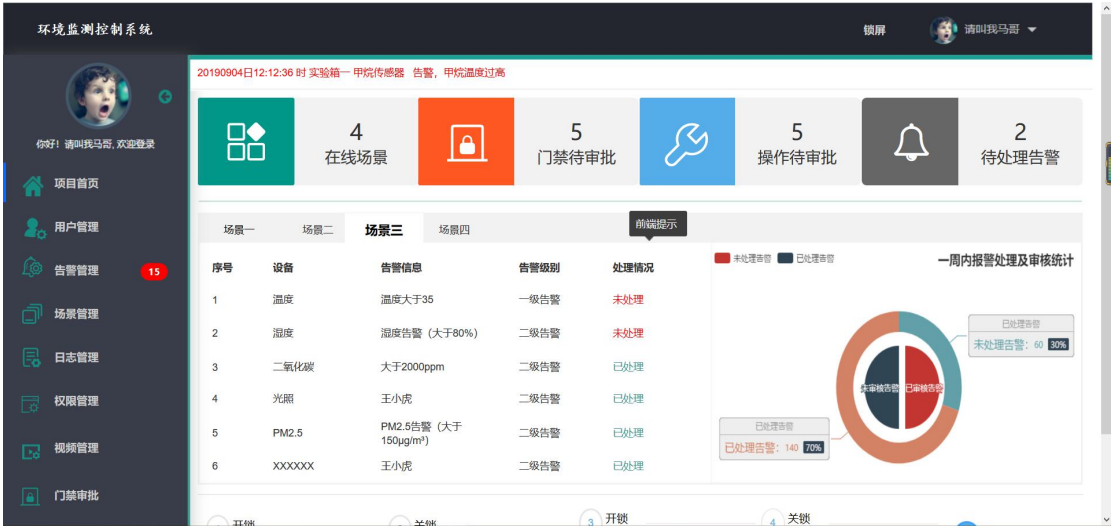 环境监测控制系统
锁屏
请叫我马哥
你好！请叫我马哥, 欢迎登录
项目首页
用户管理
告警管理 15
场景管理
日志管理
权限管理
视频管理
门禁审批
20190904日12:12:36 时 实验箱一 甲烷传感器 告警，甲烷温度过高
4
在线场景
5
门禁待审批
5
操作待审批
2
待处理告警
场景一 场景二 场景三 场景四
前端提示
序号 设备 告警信息 告警级别 处理情况
1 温度 温度大于35 一级告警 未处理
2 湿度 湿度告警（大于80%） 二级告警 未处理
3 二氧化碳 大于2000ppm 二级告警 已处理
4 光照 王小虎 二级告警 已处理
5 PM2.5 PM2.5告警（大于
150μg/m³） 二级告警 已处理
6 XXXXXX 王小虎 二级告警 已处理
未处理告警 已处理告警
一周内报警处理及审核统计
已处理告警
未处理告警： 60 30%
未审核告警 已审核告警
已处理告警
已处理告警： 140 70%
开锁
关锁
3 开锁
4 关锁